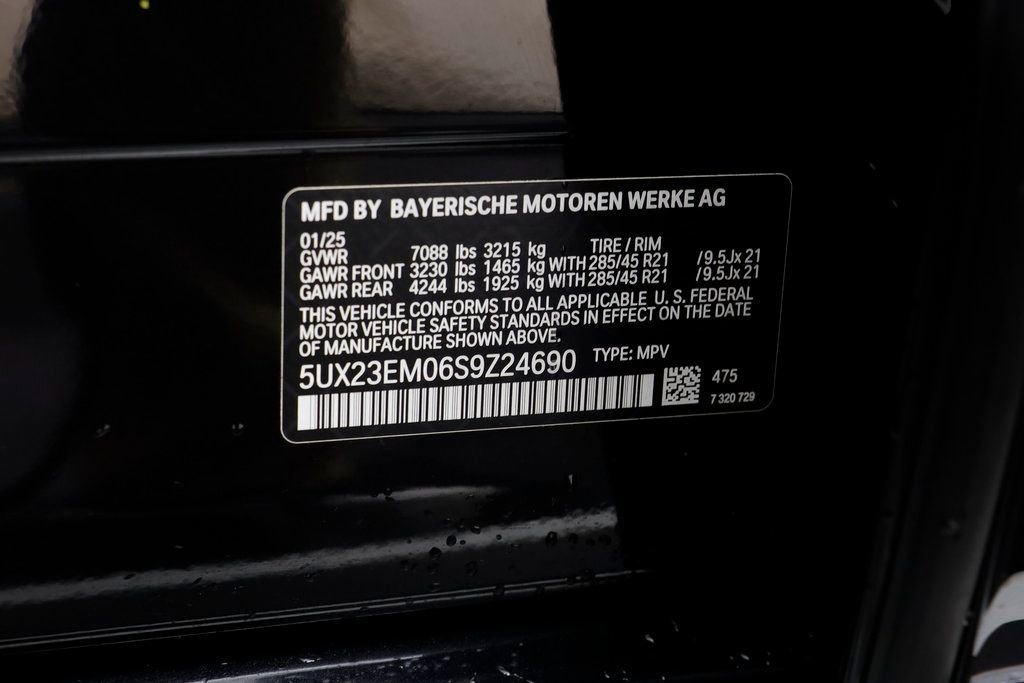 MFD BY BAYERISCHE MOTOREN WERKE AG
01/25
TIRE / RIM
GVWR 7088 lbs 3215 kg
GAWR FRONT 3230 lbs 1465 kg WITH 285/45 R21 /9.5Jx 21
GAWR REAR 4244 lbs 1925 kg WITH 285/45 R21 /9.5Jx 21
THIS VEHICLE CONFORMS TO ALL APPLICABLE U. S. FEDERAL
MOTOR VEHICLE SAFETY STANDARDS IN EFFECT ON THE DATE
OF MANUFACTURE SHOWN ABOVE.
5UX23EM06S9Z24690 TYPE: MPV
475
7 320 729